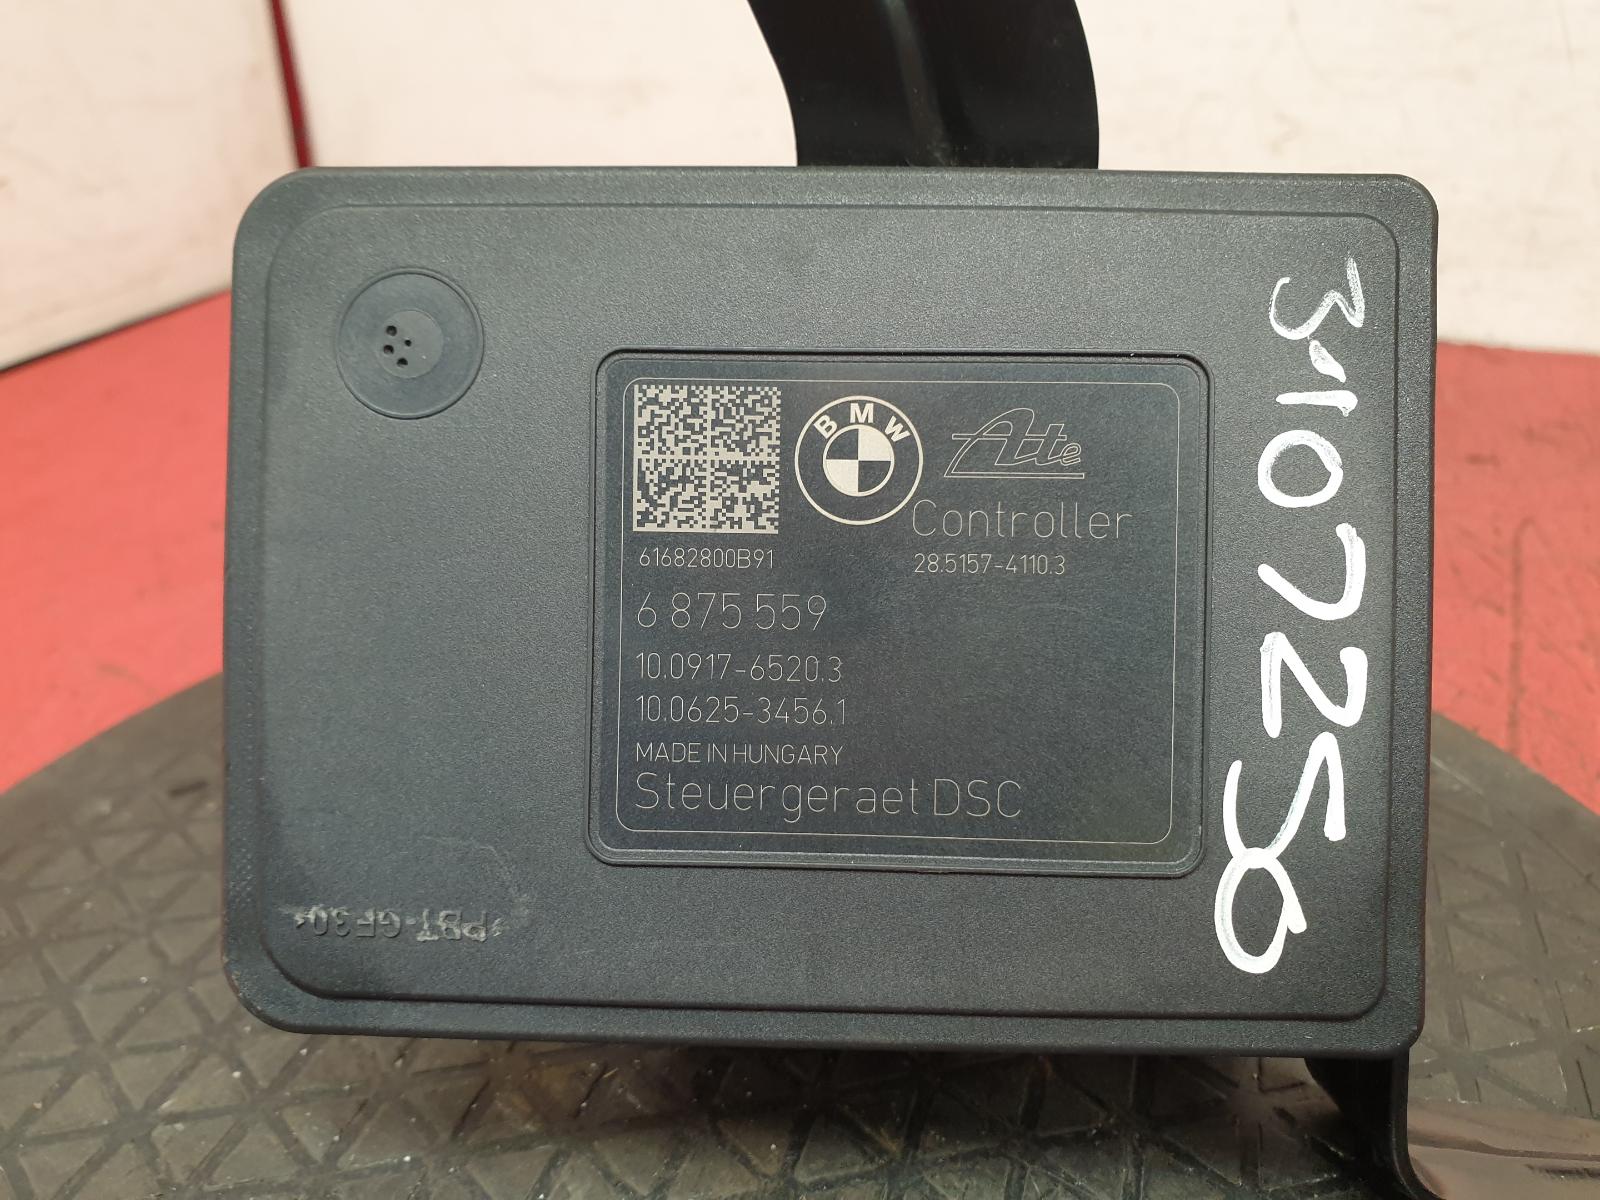 BMW
Ate
Controller
61682800B91
28.5157-4110.3
6 875 559
10.0917-6520.3
10.0625-3456.1
MADE IN HUNGARY
Steuergeraet DSC
>PBT-GF30<
3107250